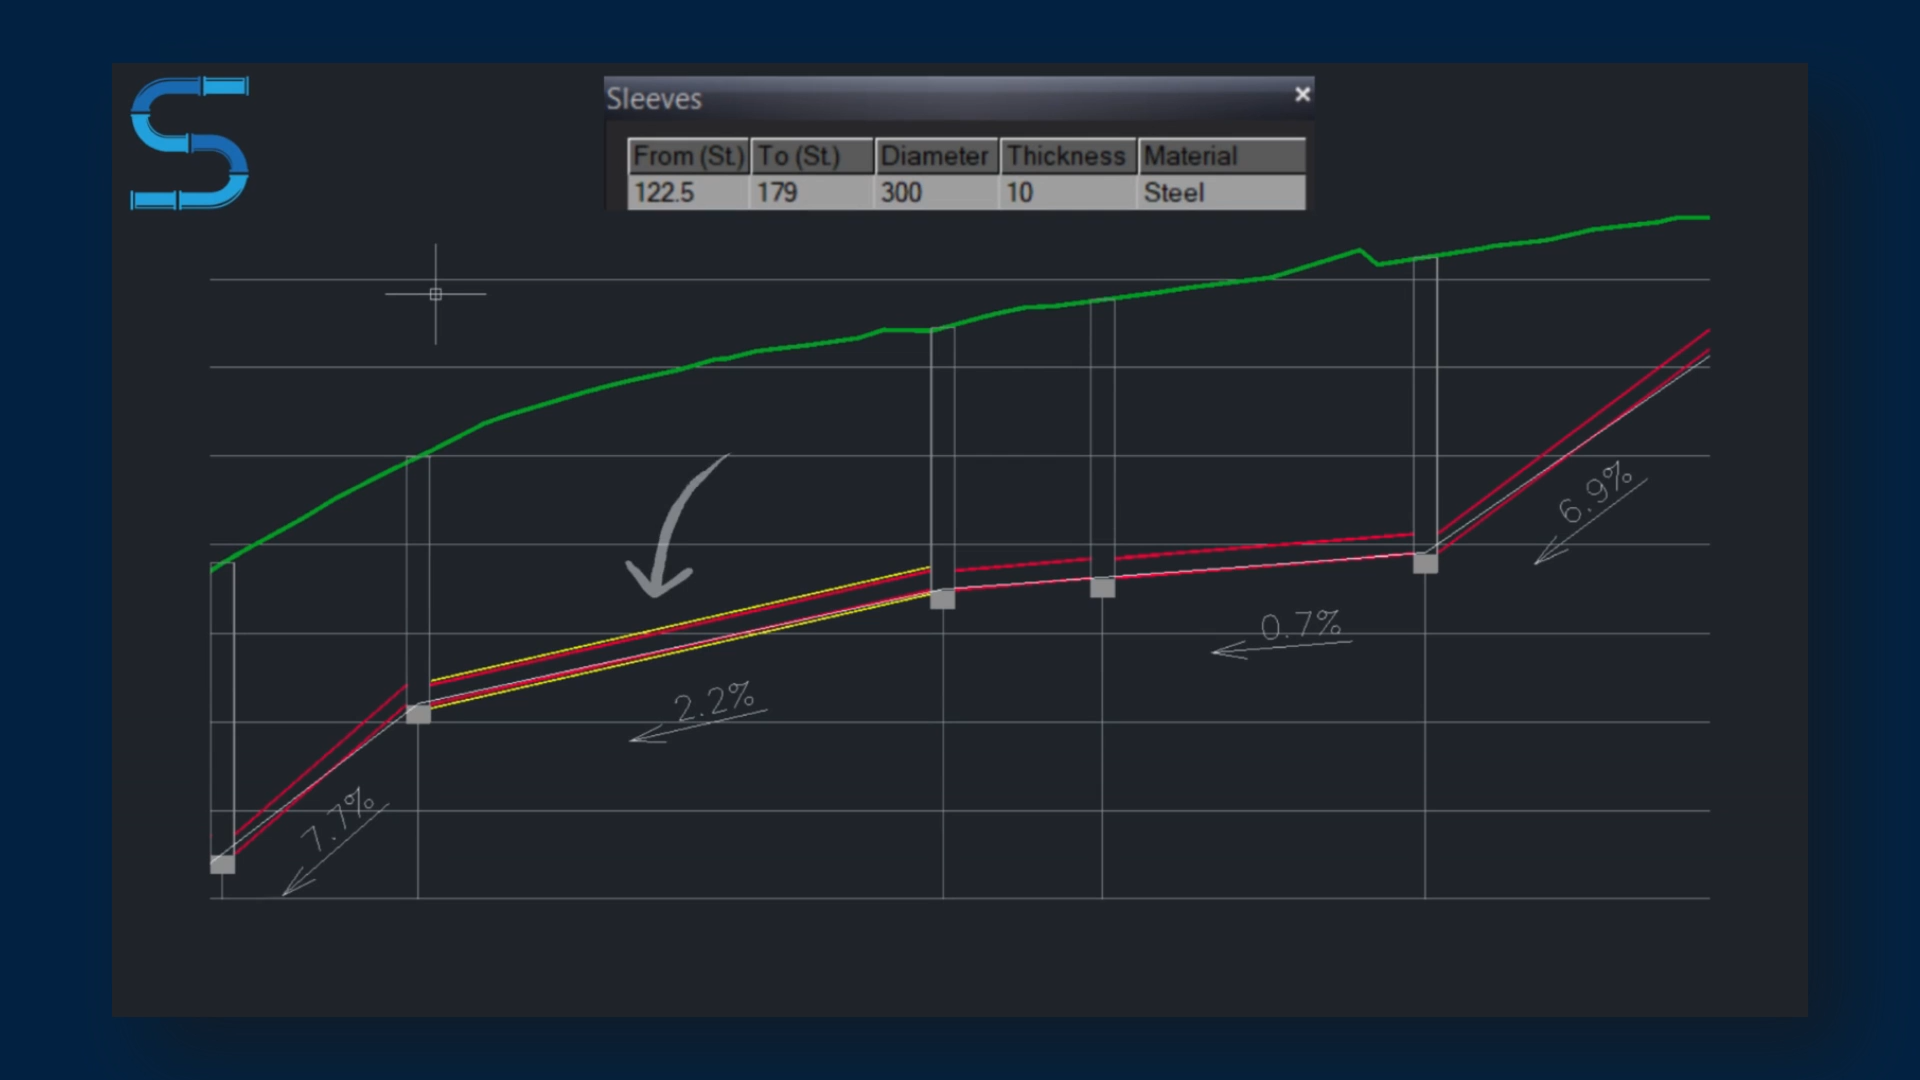 Sleeves
From (St.) To (St.) Diameter Thickness Material
122.5 179 300 10 Steel
6.9%
0.7%
2.2%
7.7%